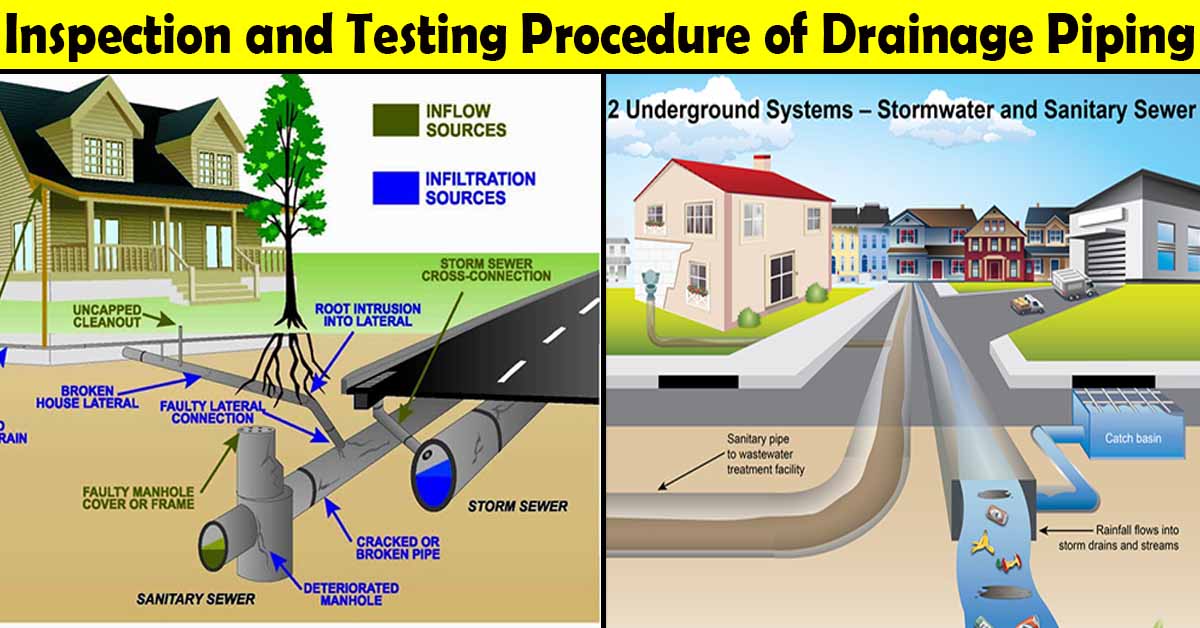 Inspection and Testing Procedure of Drainage Piping
INFLOW
SOURCES
INFILTRATION
SOURCES
STORM SEWER
CROSS-CONNECTION
UNCAPPED
CLEANOUT
ROOT INTRUSION
INTO LATERAL
BROKEN
HOUSE LATERAL
FAULTY LATERAL
CONNECTION
RAIN
FAULTY MANHOLE
COVER OR FRAME
STORM SEWER
CRACKED OR
BROKEN PIPE
DETERIORATED
MANHOLE
SANITARY SEWER
2 Underground Systems – Stormwater and Sanitary Sewer
Catch basin
Sanitary pipe
to wastewater
treatment facility
Rainfall flows into
storm drains and streams